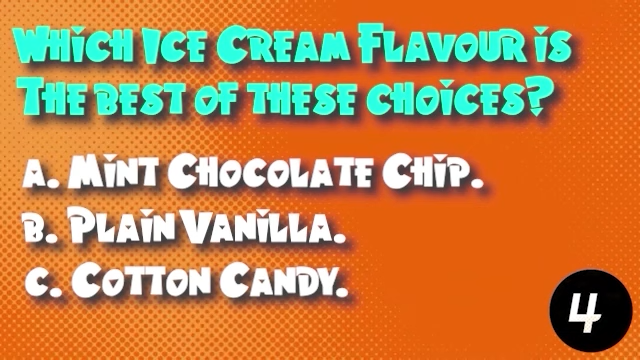 Which Ice Cream Flavour is
The best of these choices?
A. Mint Chocolate Chip.
B. Plain Vanilla.
C. Cotton Candy.
4